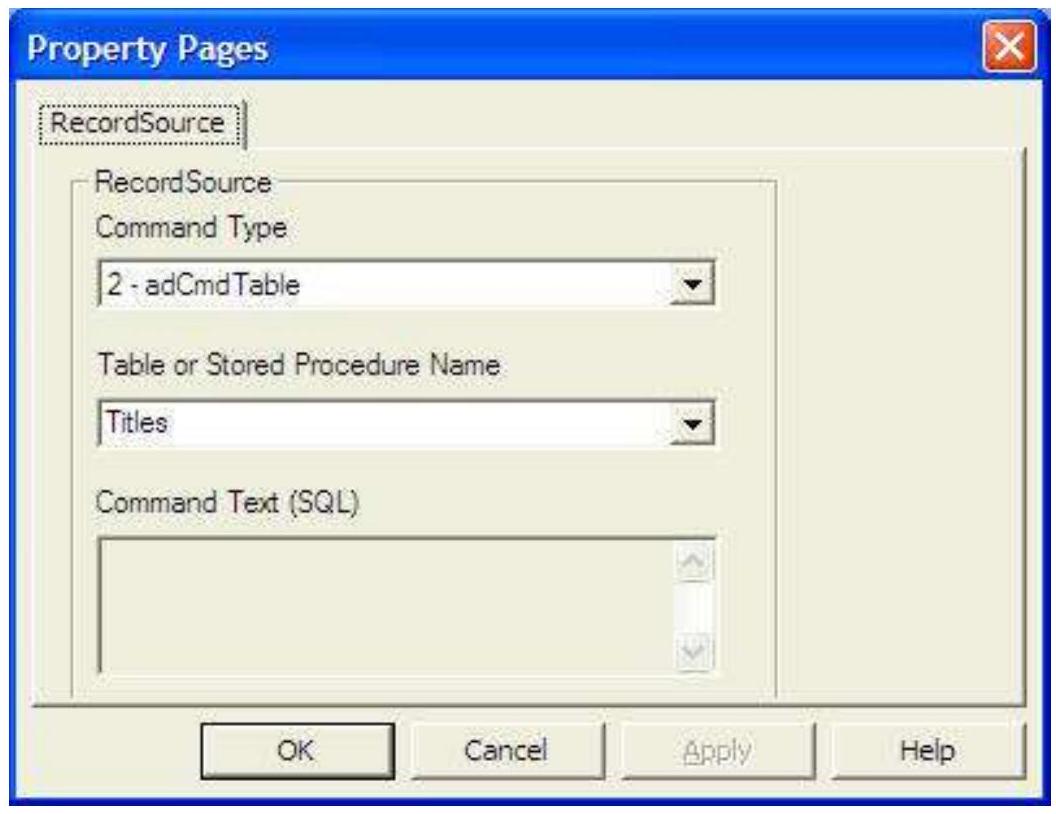 Property Pages
RecordSource
RecordSource
Command Type
2 - adCmdTable
Table or Stored Procedure Name
Titles
Command Text (SQL)
OK Cancel Apply Help